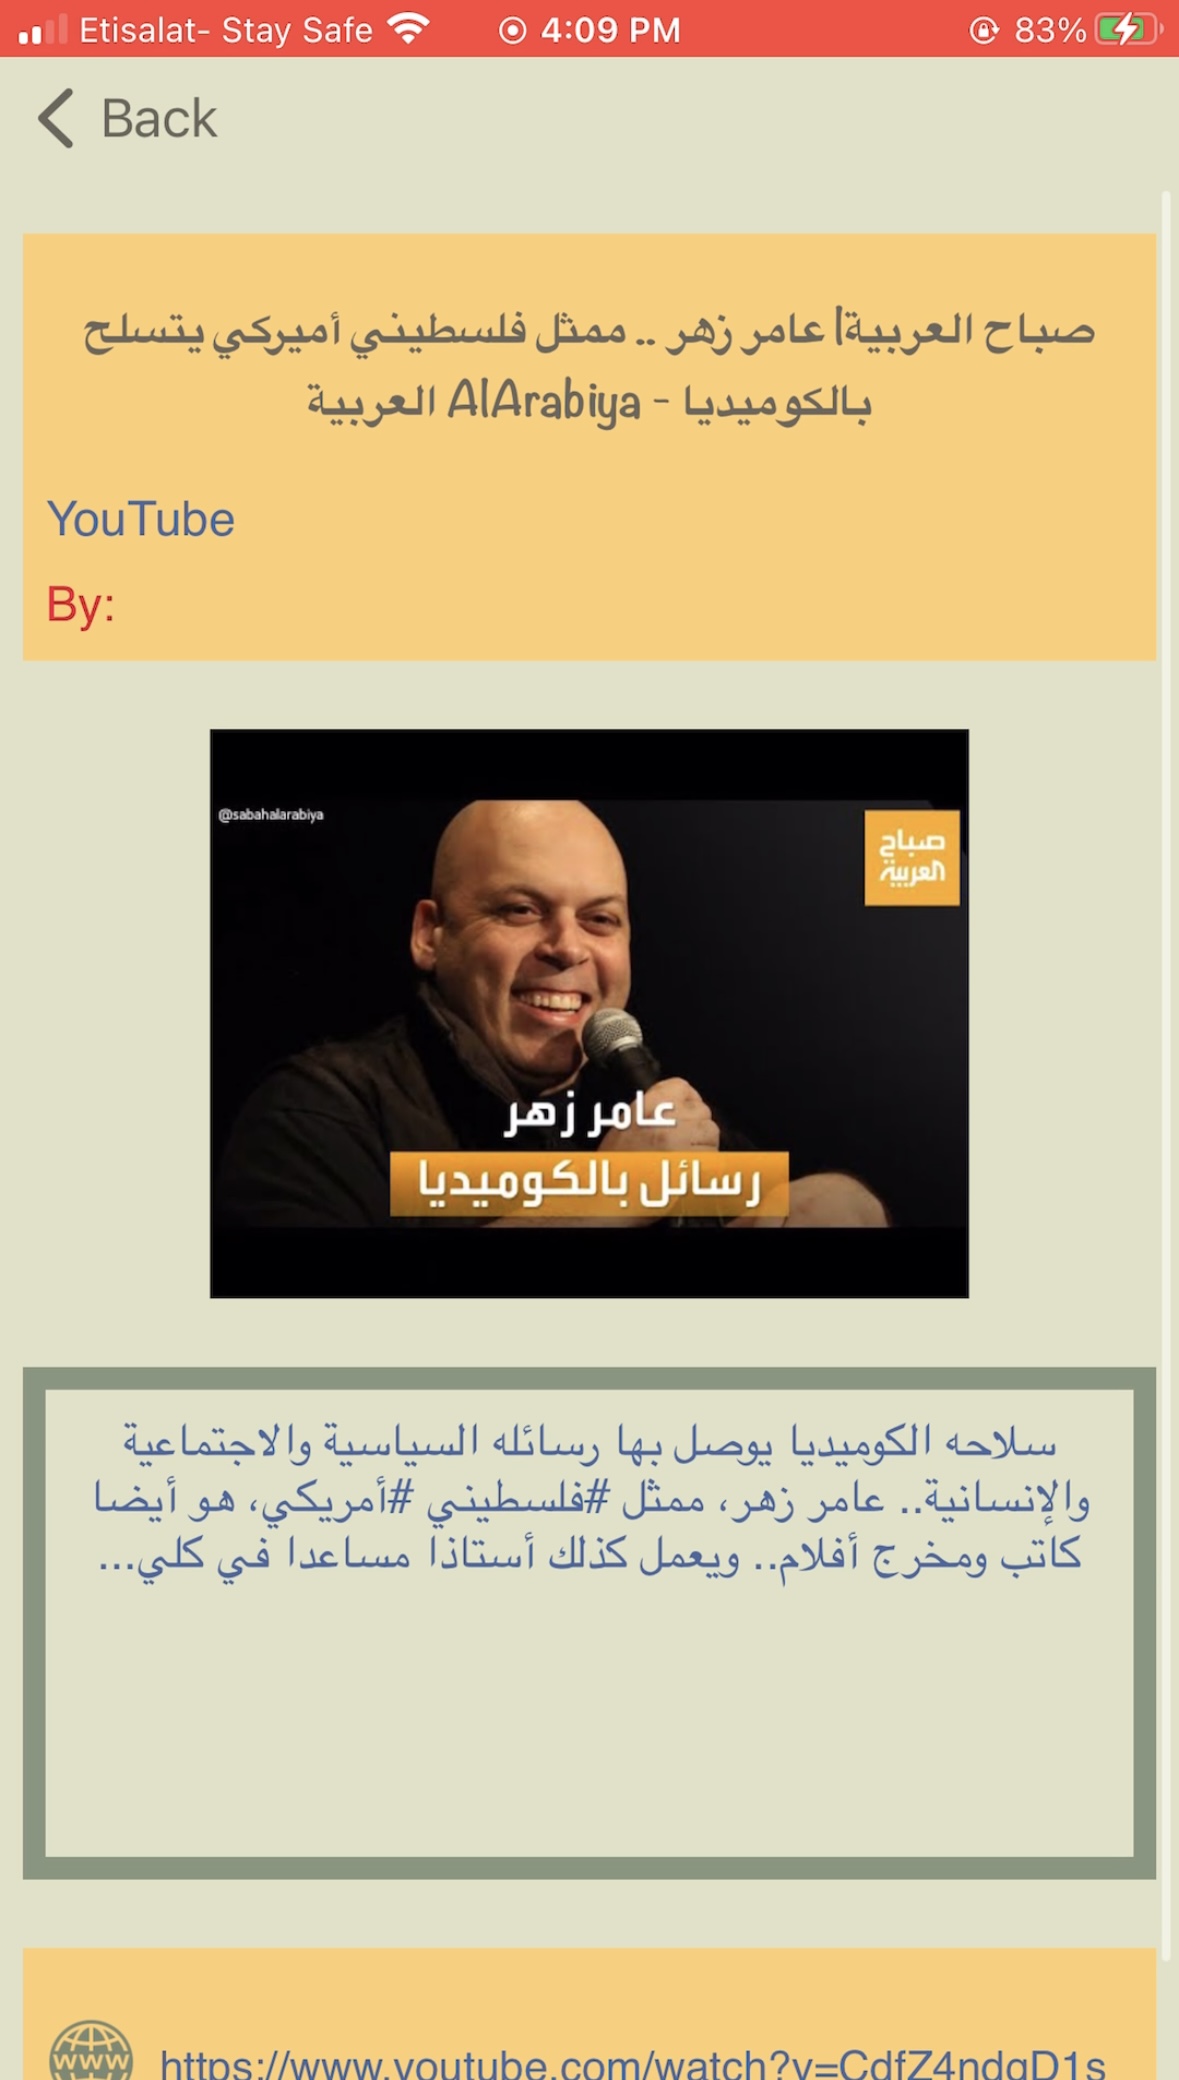 Etisalat- Stay Safe 4:09 PM 83%
Back
صباح العربية| عامر زهر .. ممثل فلسطيني أميركي يتسلح
بالكوميديا - AlArabiya العربية
YouTube
By:
@sabahalarabiya
صباح
العربية
عامر زهر
رسائل بالكوميديا
سلاحه الكوميديا يوصل بها رسائله السياسية والاجتماعية
والإنسانية.. عامر زهر، ممثل #فلسطيني #أمريكي، هو أيضا
كاتب ومخرج أفلام.. ويعمل كذلك أستاذا مساعدا في كلي...
www
https://www.youtube.com/watch?v=CdfZ4ndgD1s